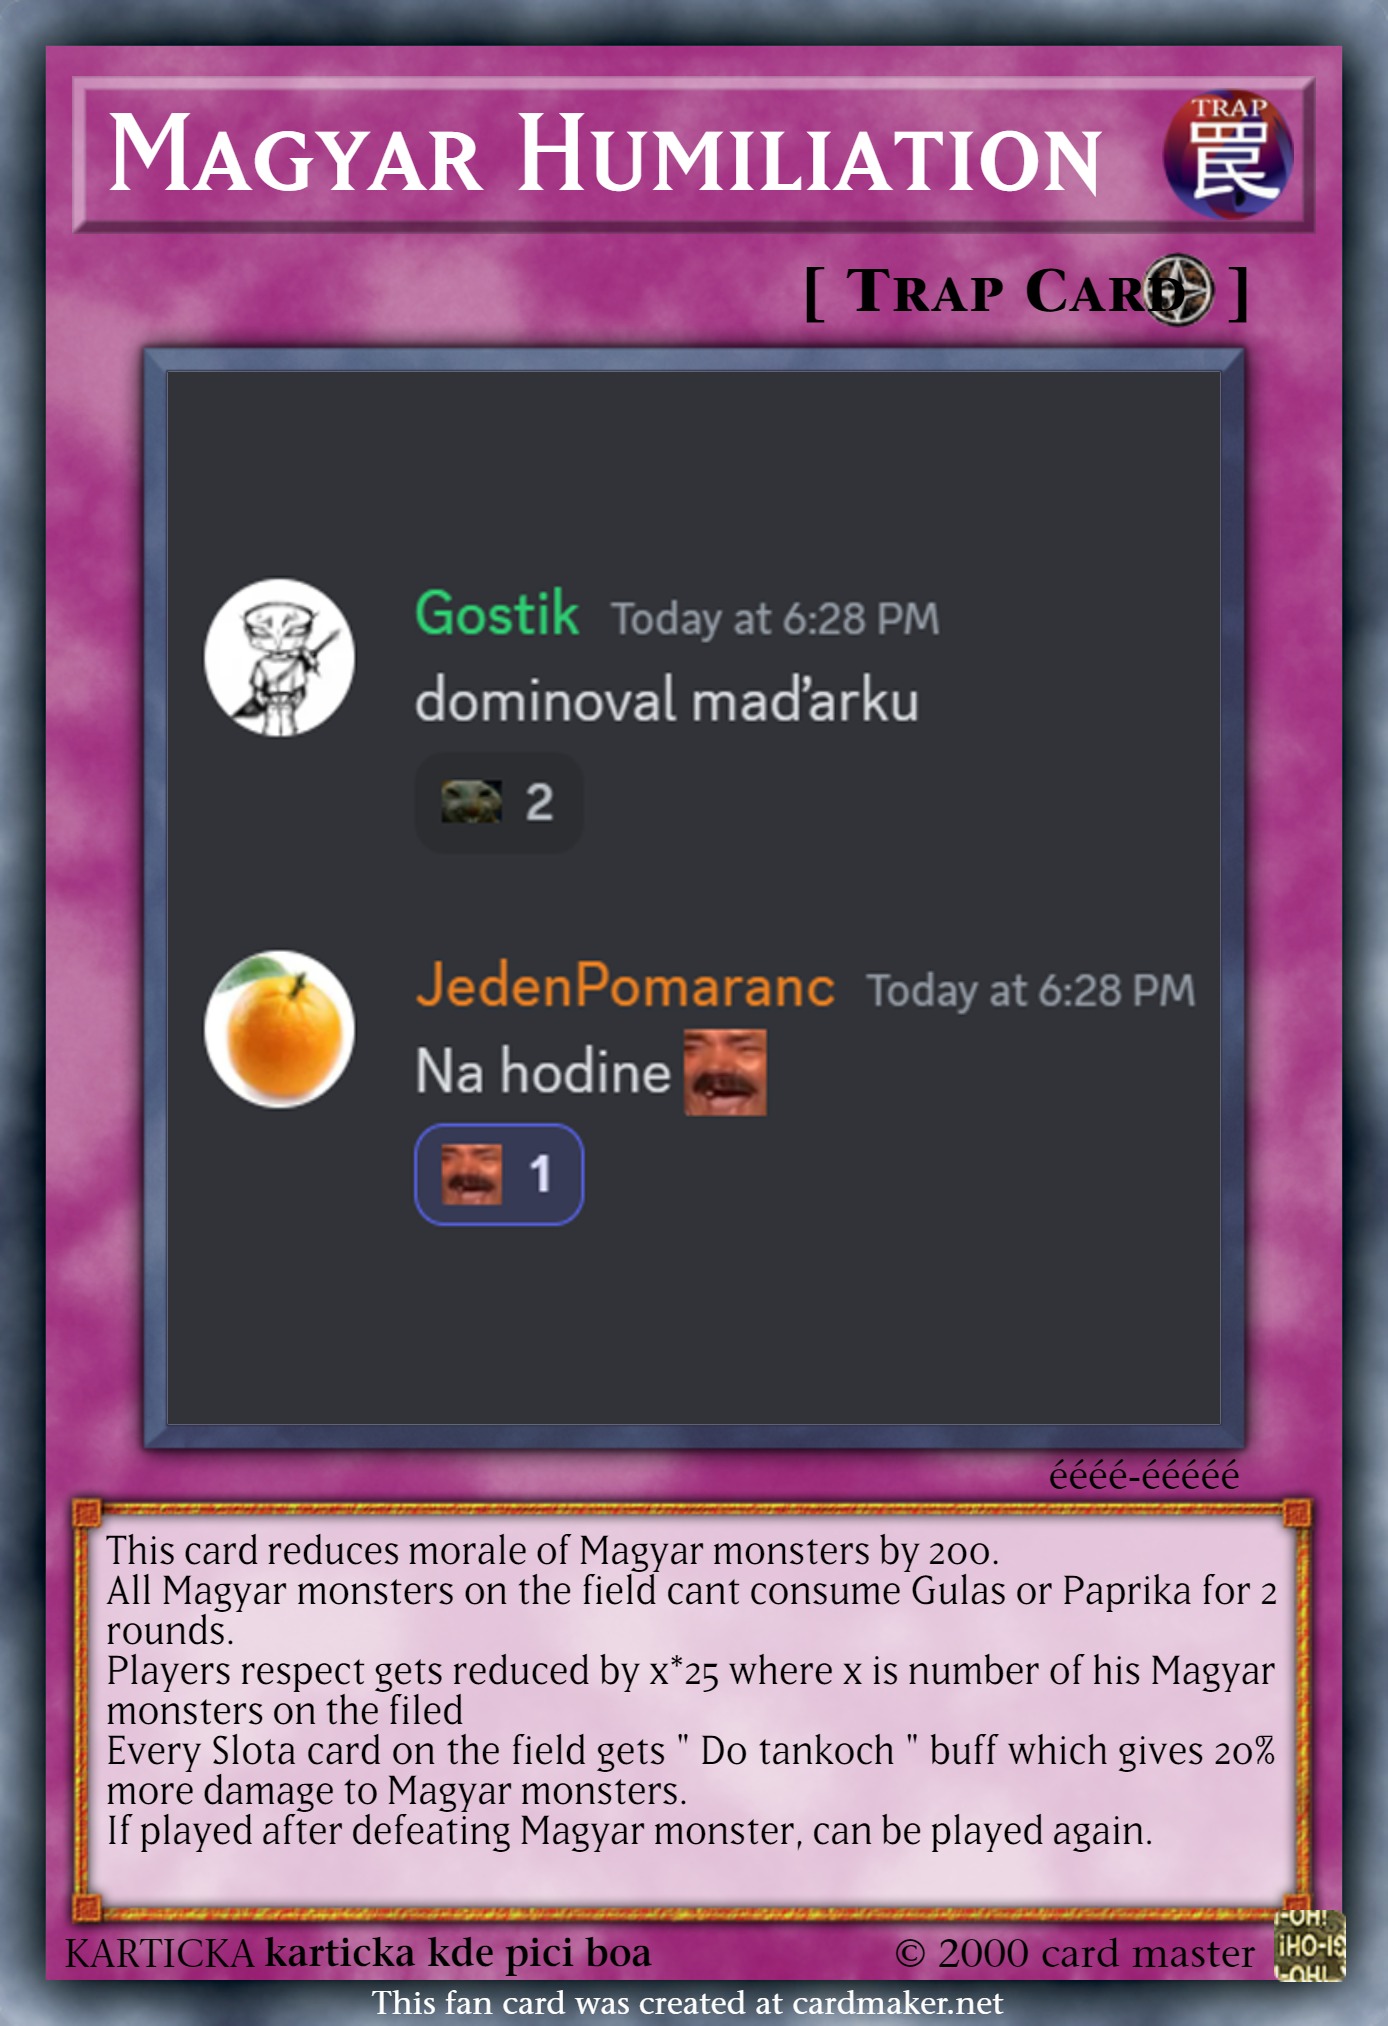 Magyar Humiliation
TRAP
罠
[ Trap Card ]
Gostik Today at 6:28 PM
dominoval maďarku
2
JedenPomaranc Today at 6:28 PM
Na hodine
1
éééé-ééééé
This card reduces morale of Magyar monsters by 200.
All Magyar monsters on the field cant consume Gulas or Paprika for 2
rounds.
Players respect gets reduced by x*25 where x is number of his Magyar
monsters on the filed
Every Slota card on the field gets " Do tankoch " buff which gives 20%
more damage to Magyar monsters.
If played after defeating Magyar monster, can be played again.
KARTICKA karticka kde pici boa
© 2000 card master
This fan card was created at cardmaker.net